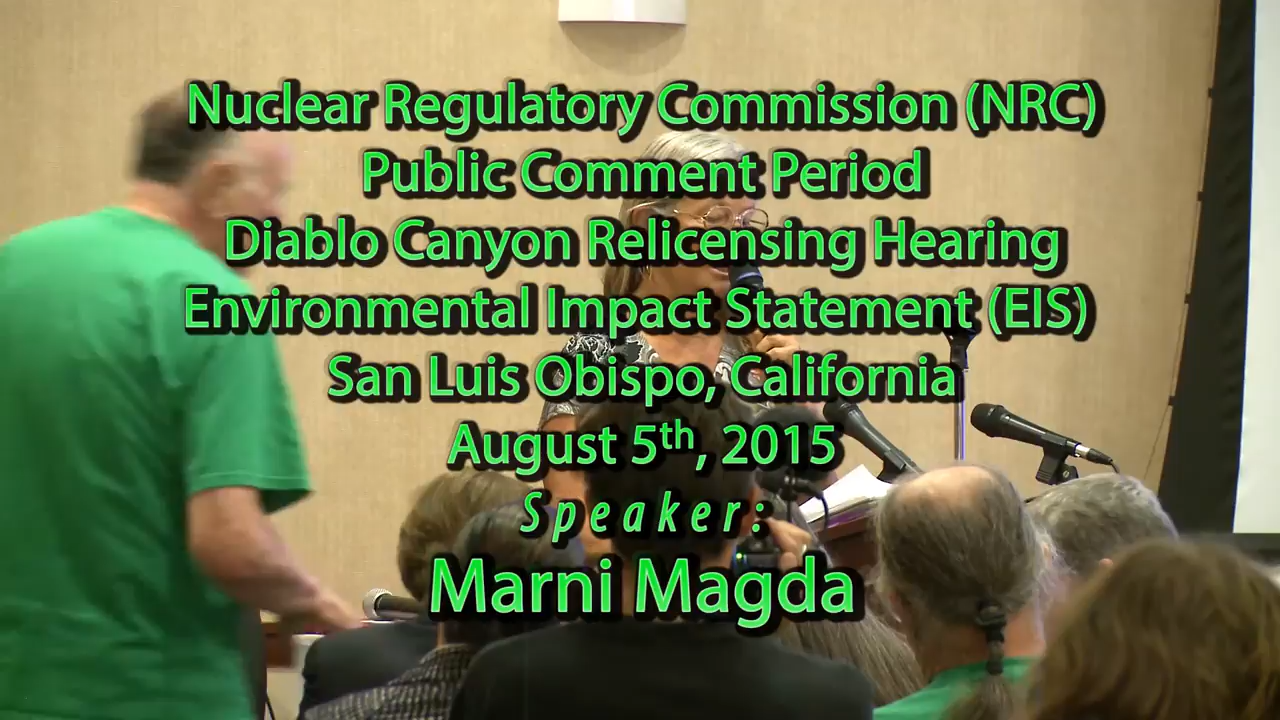 Nuclear Regulatory Commission (NRC)
Public Comment Period
Diablo Canyon Relicensing Hearing
Environmental Impact Statement (EIS)
San Luis Obispo, California
August 5th, 2015
Speaker:
Marni Magda